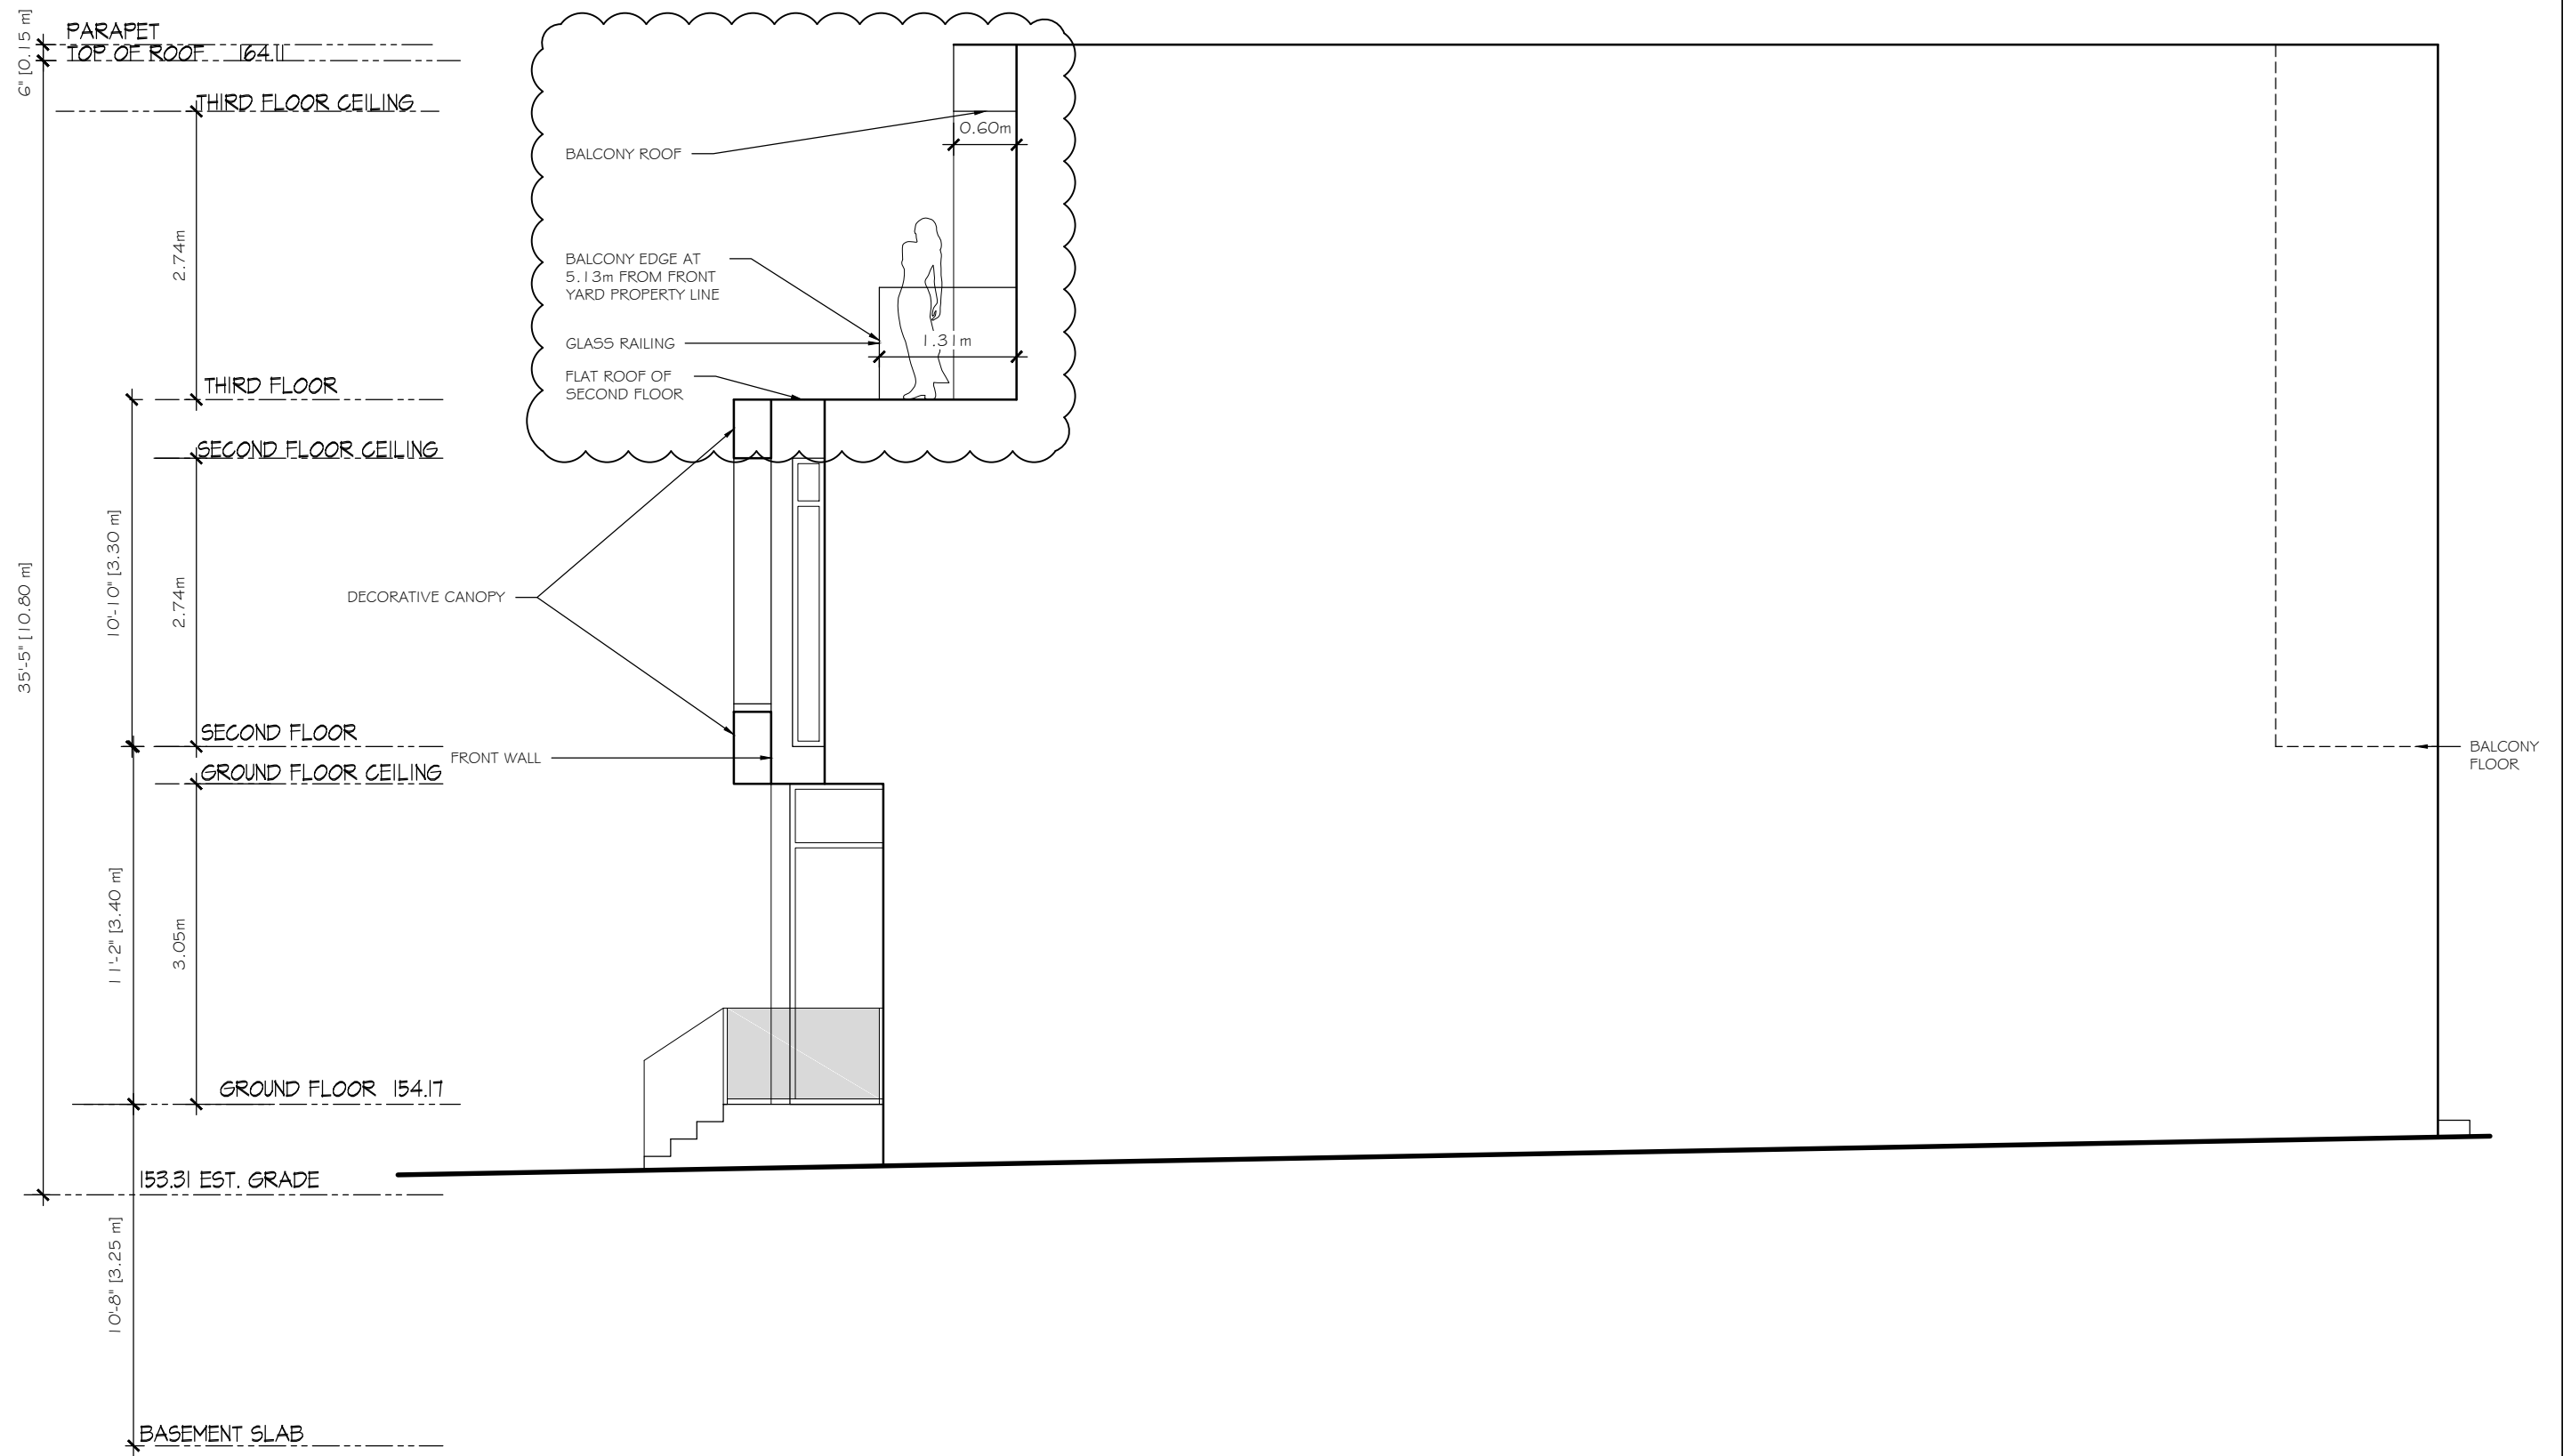 PARAPET
TOP OF ROOF 164.11
6" [0.15 m]
THIRD FLOOR CEILING
0.60m
BALCONY ROOF
2.74m
BALCONY EDGE AT
5.13m FROM FRONT
YARD PROPERTY LINE
GLASS RAILING
1.31m
FLAT ROOF OF
SECOND FLOOR
THIRD FLOOR
SECOND FLOOR CEILING
35'-5" [10.80 m]
10'-10" [3.30 m]
2.74m
DECORATIVE CANOPY
SECOND FLOOR
FRONT WALL
GROUND FLOOR CEILING
BALCONY
FLOOR
11'-2" [3.40 m]
3.05m
GROUND FLOOR 154.17
153.31 EST. GRADE
10'-8" [3.25 m]
BASEMENT SLAB